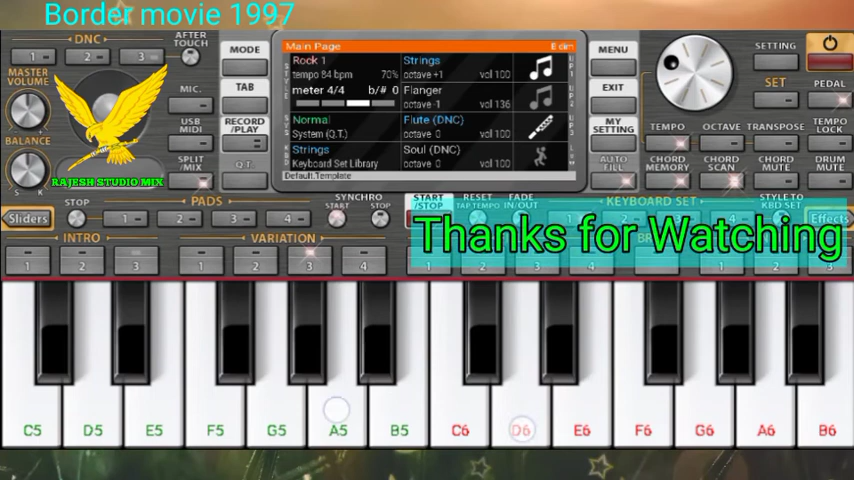 Border movie 1997
DNC
1 2 3
AFTER TOUCH
MASTER VOLUME
BALANCE
S K
RAJESH STUDIO MIX
MIC.
USB MIDI
SPLIT /MIX
MODE
TAB
RECORD /PLAY
Q.T.
Main Page
E dim
Rock 1
tempo 84 bpm 70%
meter 4/4 b/# 0
Normal
System (Q.T.)
Strings
Keyboard Set Library
Strings
octave +1 vol 100
Flanger
octave -1 vol 136
Flute (DNC)
octave 0 vol 100
Soul (DNC)
octave 0 vol 100
Default.Template
MENU
EXIT
MY SETTING
AUTO FILL
SETTING
SET
PEDAL
TEMPO
OCTAVE
TRANSPOSE
TEMPO LOCK
CHORD MEMORY
CHORD SCAN
CHORD MUTE
DRUM MUTE
Sliders
STOP
PADS
1 2 3 4
SYNCHRO
START STOP
START /STOP
RESET
TAP.TEMPO
FADE IN/OUT
KEYBOARD SET
STYLE TO KBD SET
Effects
Thanks for Watching
INTRO
1 2 3
VARIATION
1 2 3 4
C5 D5 E5 F5 G5 A5 B5 C6 D6 E6 F6 G6 A6 B6